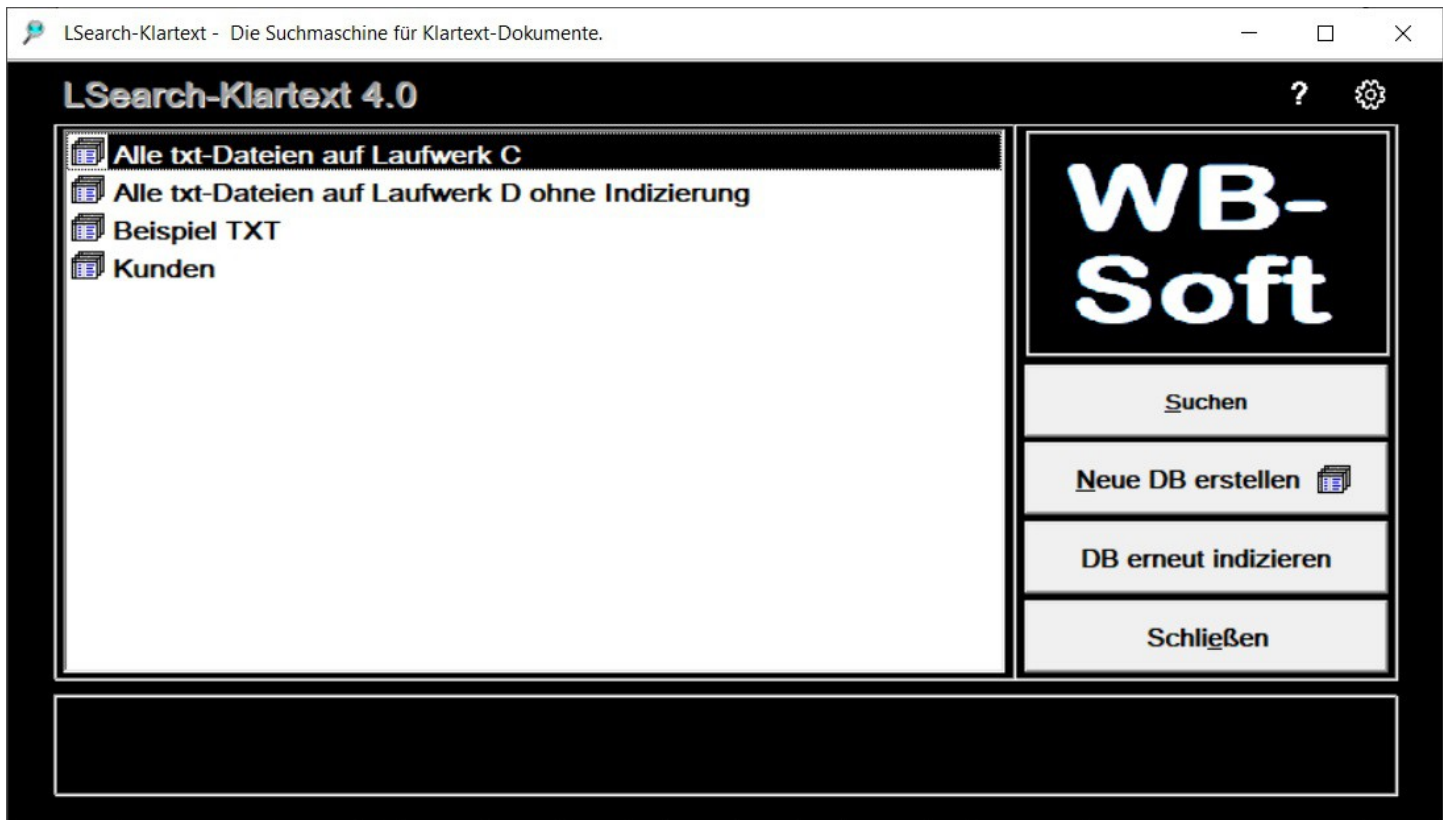 LSearch-Klartext - Die Suchmaschine für Klartext-Dokumente.
LSearch-Klartext 4.0
?
Alle txt-Dateien auf Laufwerk C
Alle txt-Dateien auf Laufwerk D ohne Indizierung
Beispiel TXT
Kunden
WB-
Soft
Suchen
Neue DB erstellen
DB erneut indizieren
Schließen